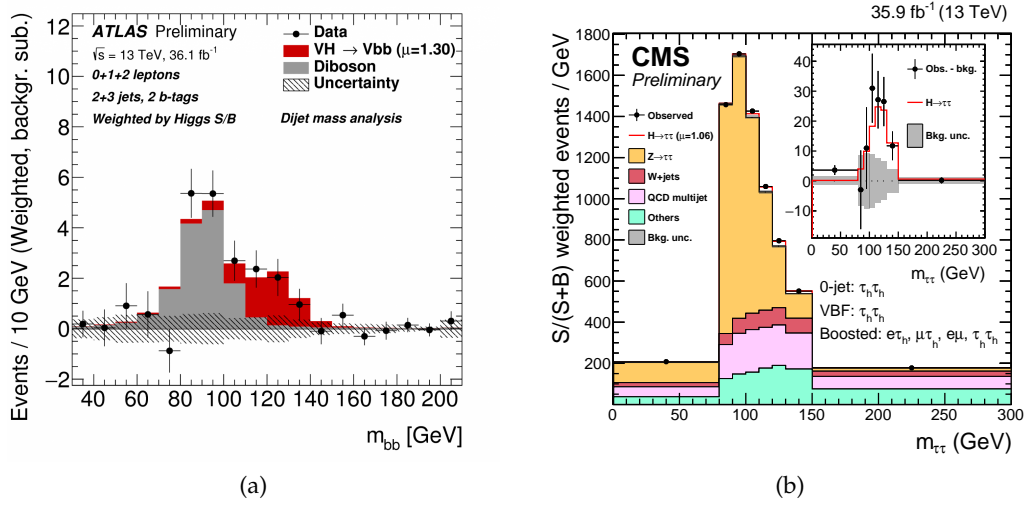 ATLAS Preliminary
√s = 13 TeV, 36.1 fb⁻¹
0+1+2 leptons
2+3 jets, 2 b-tags
Weighted by Higgs S/B
Data
VH → Vbb (μ=1.30)
Diboson
Uncertainty
Dijet mass analysis
Events / 10 GeV (Weighted, backgr. sub.)
12
10
8
6
4
2
0
−2
40 60 80 100 120 140 160 180 200
m_bb [GeV]
(a)
35.9 fb⁻¹ (13 TeV)
CMS
Preliminary
Observed
H→ττ (μ=1.06)
Z→ττ
W+jets
QCD multijet
Others
Bkg. unc.
S/(S+B) weighted events / GeV
1800
1600
1400
1200
1000
800
600
400
200
0 50 100 150 200 250 300
m_ττ (GeV)
Obs. - bkg.
H→ττ
Bkg. unc.
40
30
20
10
0
−10
0 50 100 150 200 250 300
m_ττ (GeV)
0-jet: τ_hτ_h
VBF: τ_hτ_h
Boosted: eτ_h, μτ_h, eμ, τ_hτ_h
(b)